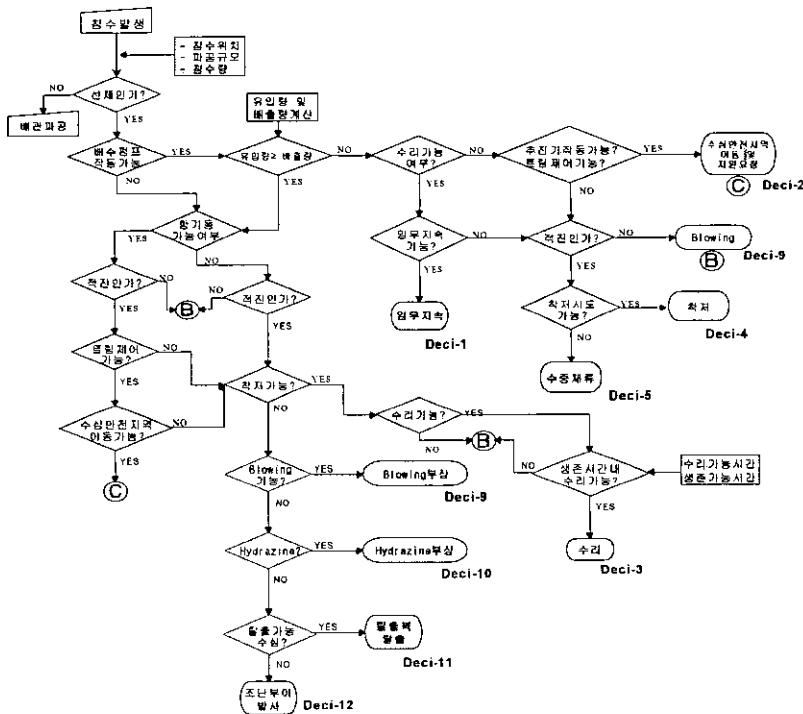 침수발생
- 침수위치
- 파공규모
- 침수량
NO
선체인가?
YES
배관파공
유입량 및
배출량계산
배수펌프
작동가능
YES
NO
유입량≥ 배출량
NO
YES
수리가능
여부?
NO
YES
추진기작동가능?
트림제어가능?
YES
NO
수심안전지역
이동 및
지원요청
C
Deci-2
항기동
가능여부
YES
NO
임무지속
가능?
NO
YES
적진인가?
NO
YES
Blowing
B
Deci-9
적진인가?
NO
YES
B
NO
적진인가?
YES
임무지속
Deci-1
착저시도
가능?
YES
NO
착저
Deci-4
트림제어
가능?
NO
YES
착저가능?
YES
NO
수중체류
Deci-5
수심안전지역
이동가능?
NO
YES
C
수리가능?
YES
NO
B
NO
생존시간내
수리가능?
YES
수리가능시간
생존가능시간
Blowing
가능?
YES
NO
Blowing부상
Deci-9
수리
Deci-3
Hydrazine?
YES
NO
Hydrazine부상
Deci-10
탈출가능
수심?
YES
NO
탈출
Deci-11
조난부이
발사
Deci-12